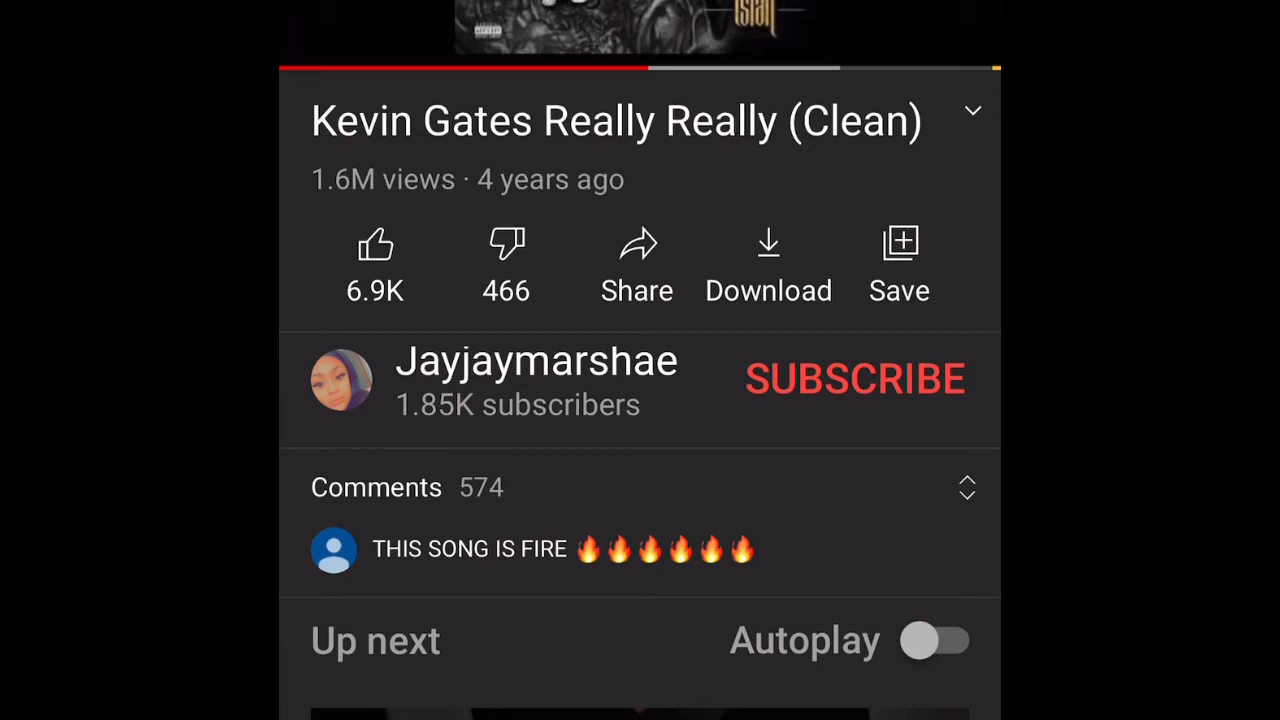 Kevin Gates Really Really (Clean)
1.6M views · 4 years ago
6.9K 466 Share Download Save
Jayjaymarshae
1.85K subscribers
SUBSCRIBE
Comments 574
THIS SONG IS FIRE 🔥🔥🔥🔥🔥🔥
Up next
Autoplay